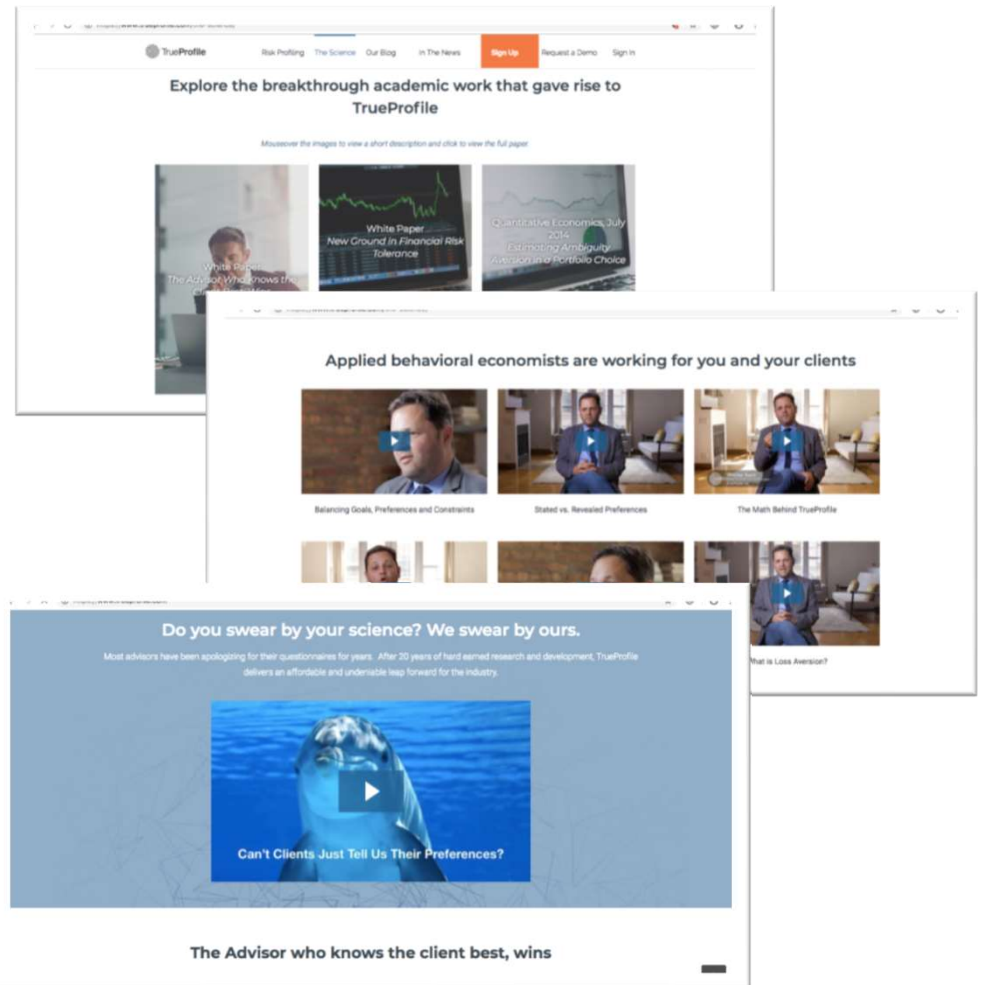 TrueProfile
Risk Profiling The Science Our Blog In The News Sign Up Request a Demo Sign In
Explore the breakthrough academic work that gave rise to
TrueProfile
Mouseover the images to view a short description and click to view the full paper
White Paper
The Advisor Who Knows the
White Paper
New Ground in Financial Risk
Tolerance
Quantitative Economics, July
2014
Estimating Ambiguity
Aversion in a Portfolio Choice
Applied behavioral economists are working for you and your clients
Balancing Goals, Preferences and Constraints
Stated vs. Revealed Preferences
The Math Behind TrueProfile
What is Loss Aversion?
Do you swear by your science? We swear by ours.
Most advisors have been apologizing for their questionnaires for years. After 20 years of hard earned research and development, TrueProfile
delivers an affordable and undeniable leap forward for the industry.
Can't Clients Just Tell Us Their Preferences?
The Advisor who knows the client best, wins